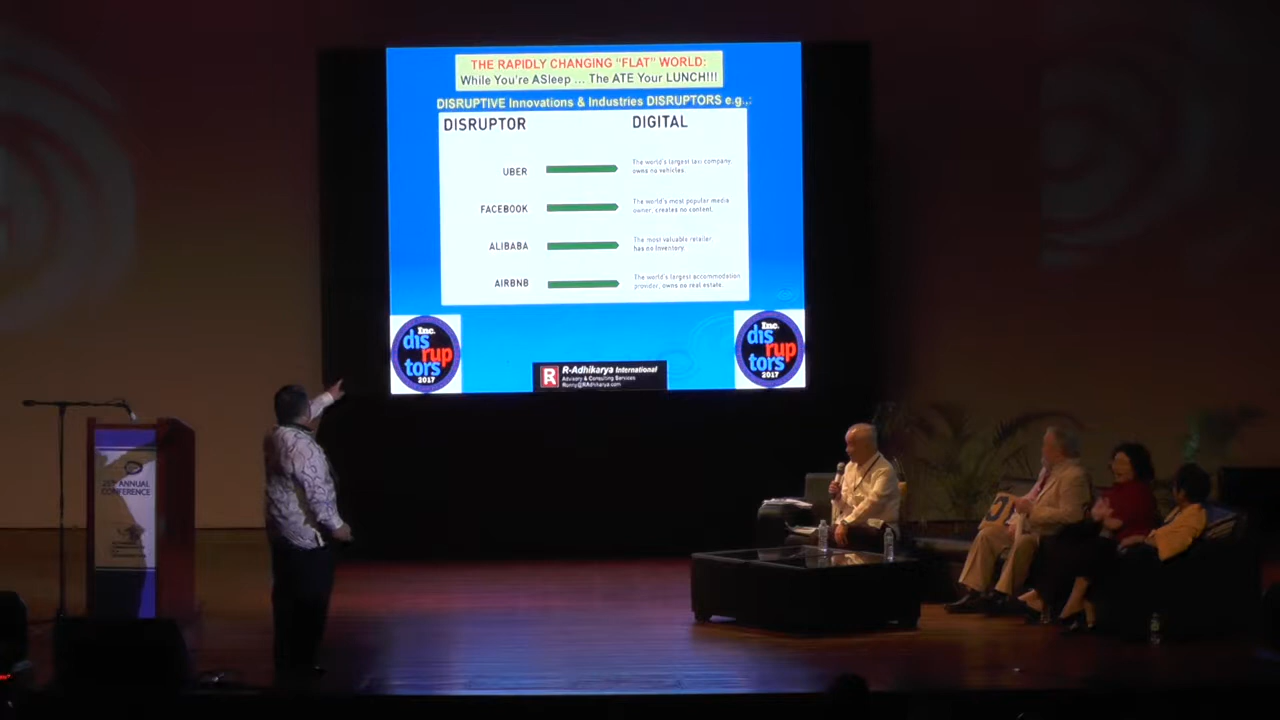 THE RAPIDLY CHANGING "FLAT" WORLD:
While You're ASleep ... The ATE Your LUNCH!!!
DISRUPTIVE Innovations & Industries DISRUPTORS e.g.,:
DISRUPTOR DIGITAL
UBER The world's largest taxi company,
owns no vehicles.
FACEBOOK The world's most popular media
owner, creates no content.
ALIBABA The most valuable retailer,
has no inventory
AIRBNB The world's largest accommodation
provider, owns no real estate.
Inc.
dis
rup
tors
2017
Inc.
dis
rup
tors
2017
R R-Adhikarya International
Advisory & Consulting Services
Ronny@RAdhikarya.com
ANNUAL
CONFERENCE